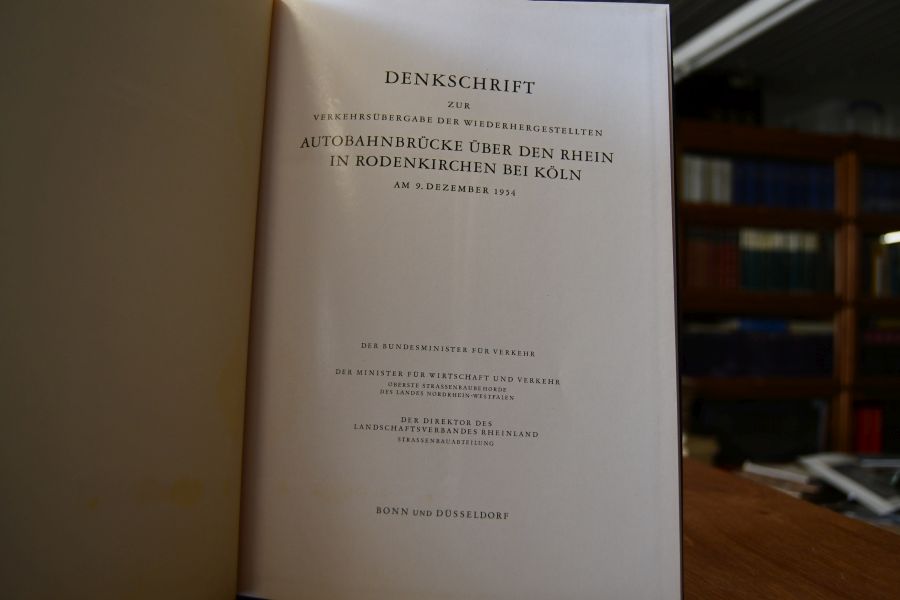 DENKSCHRIFT
ZUR
VERKEHRSÜBERGABE DER WIEDERHERGESTELLTEN
AUTOBAHNBRÜCKE ÜBER DEN RHEIN
IN RODENKIRCHEN BEI KÖLN
AM 9. DEZEMBER 1954
DER BUNDESMINISTER FÜR VERKEHR
DER MINISTER FÜR WIRTSCHAFT UND VERKEHR
OBERSTE STRASSENBAUBEHÖRDE
DES LANDES NORDRHEIN-WESTFALEN
DER DIREKTOR DES
LANDSCHAFTSVERBANDES RHEINLAND
STRASSENBAUABTEILUNG
BONN UND DÜSSELDORF